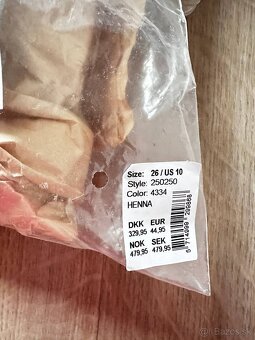 Size: 26 / US 10
Style: 250250
Color: 4334
HENNA
DKK EUR
329,95 44,95
NOK SEK
479,95 479,95